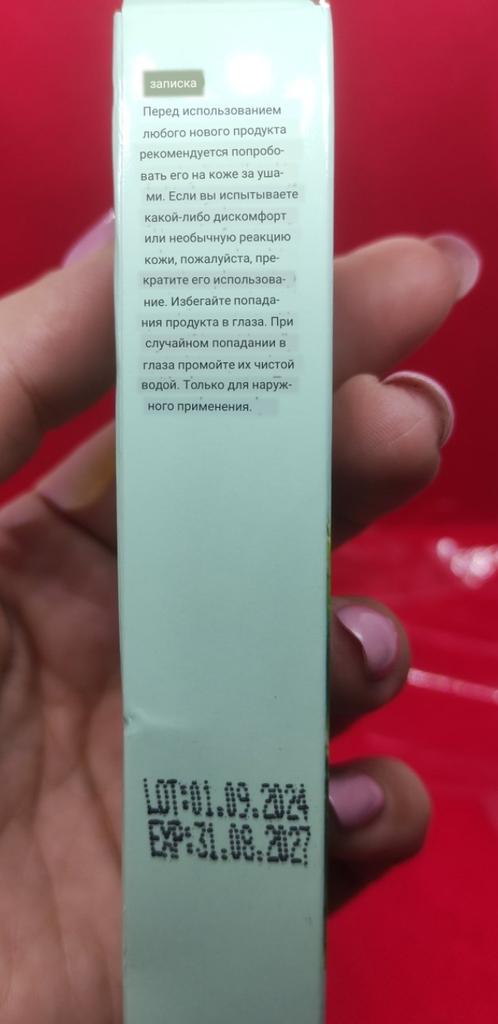 записка
Перед использованием
любого нового продукта
рекомендуется попробо-
вать его на коже за уша-
ми. Если вы испытываете
какой-либо дискомфорт
или необычную реакцию
кожи, пожалуйста, пре-
кратите его использова-
ние. Избегайте попада-
ния продукта в глаза. При
случайном попадании в
глаза промойте их чистой
водой. Только для наруж-
ного применения.
LOT:01.09.2024
EXP:31.08.2027